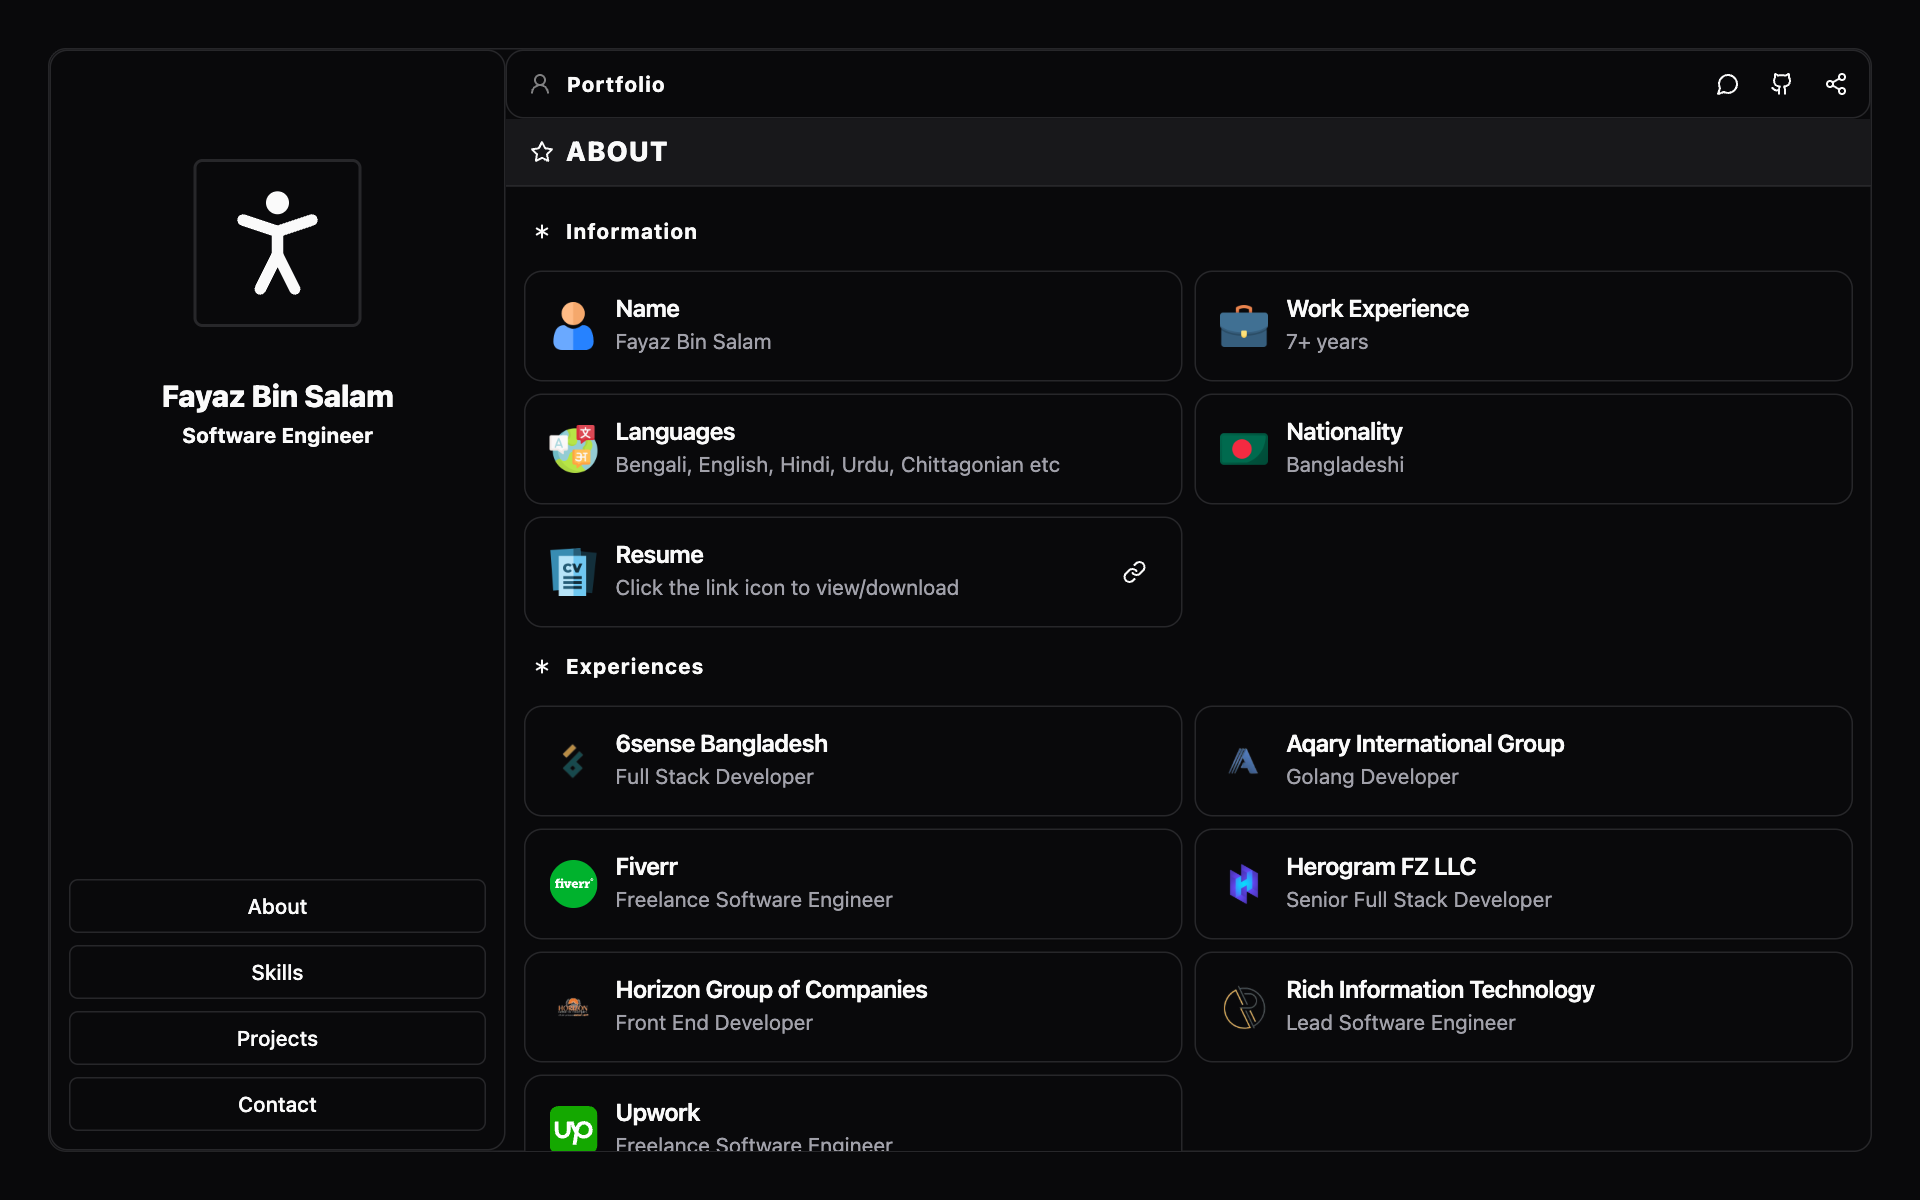 Fayaz Bin Salam
Software Engineer
About
Skills
Projects
Contact
Portfolio
ABOUT
* Information
Name
Fayaz Bin Salam
Work Experience
7+ years
Languages
Bengali, English, Hindi, Urdu, Chittagonian etc
Nationality
Bangladeshi
CV
Resume
Click the link icon to view/download
* Experiences
6sense Bangladesh
Full Stack Developer
Aqary International Group
Golang Developer
fiverr
Fiverr
Freelance Software Engineer
Herogram FZ LLC
Senior Full Stack Developer
HORIZON
Horizon Group of Companies
Front End Developer
Rich Information Technology
Lead Software Engineer
up
Upwork
Freelance Software Engineer